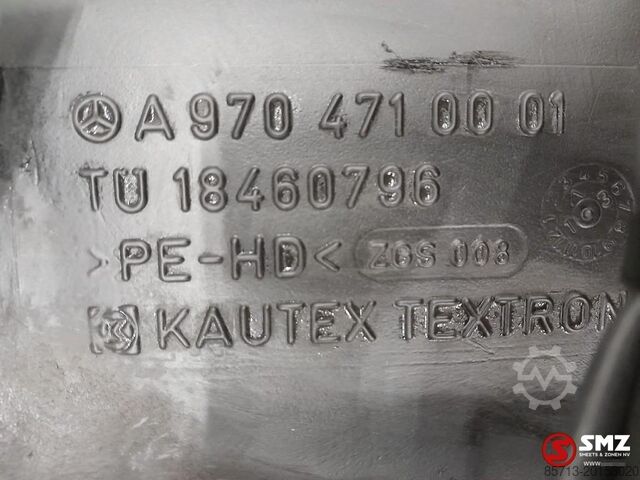 A 970 471 00 01
TU 18460796
>PE-HD< ZGS 008
KAUTEX TEXTRON
SMZ
SMEETS & ZONEN NV